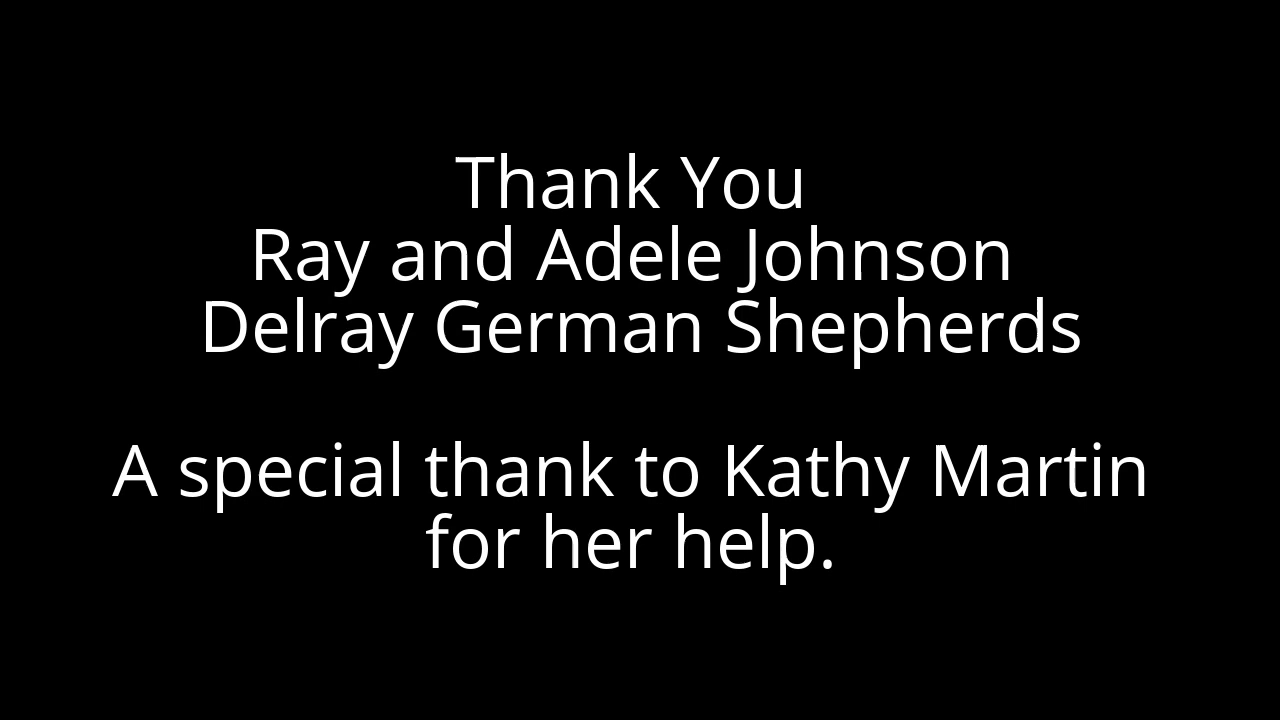 Thank You
Ray and Adele Johnson
Delray German Shepherds
A special thank to Kathy Martin
for her help.